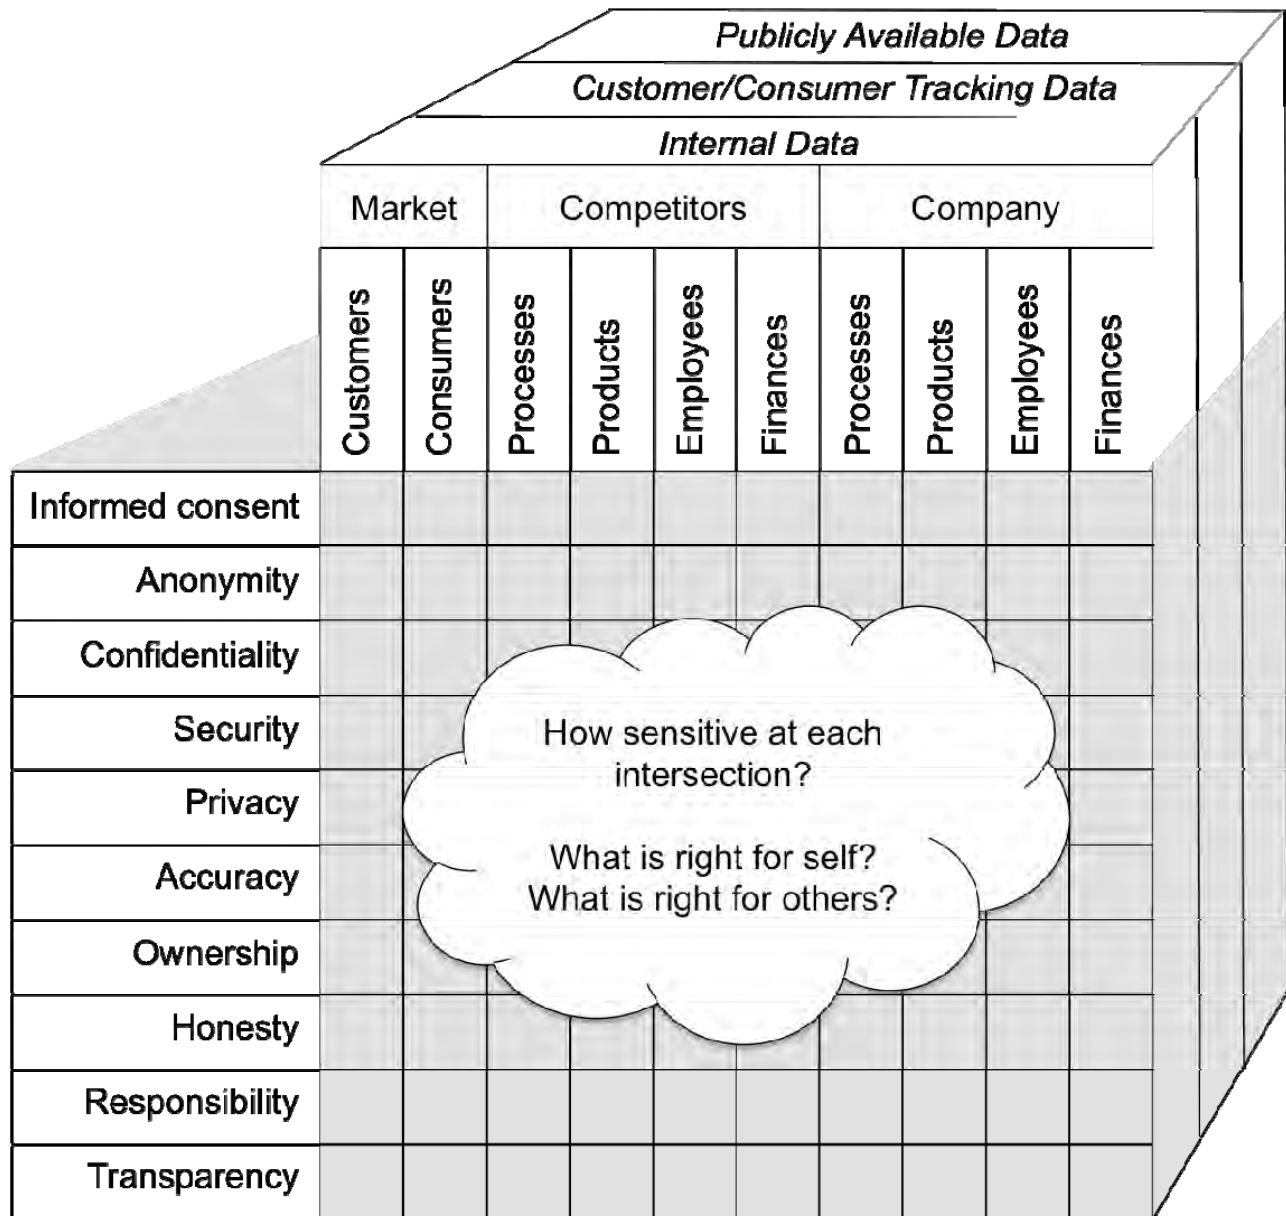 Publicly Available Data
Customer/Consumer Tracking Data
Internal Data
Market
Competitors
Company
Customers
Consumers
Processes
Products
Employees
Finances
Processes
Products
Employees
Finances
Informed consent
Anonymity
Confidentiality
Security
Privacy
Accuracy
Ownership
Honesty
Responsibility
Transparency
How sensitive at each
intersection?
What is right for self?
What is right for others?